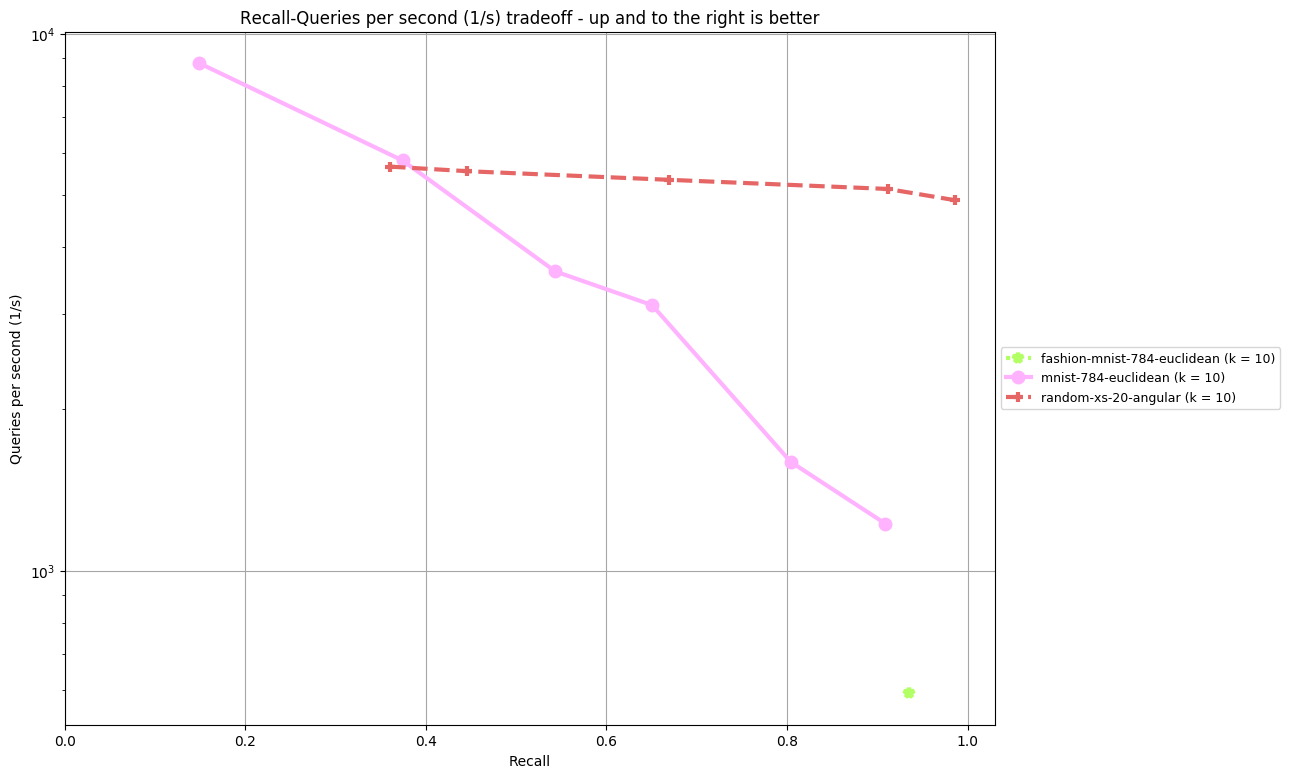 Recall-Queries per second (1/s) tradeoff - up and to the right is better
10^4
10^3
Queries per second (1/s)
0.0 0.2 0.4 0.6 0.8 1.0
Recall
fashion-mnist-784-euclidean (k = 10)
mnist-784-euclidean (k = 10)
random-xs-20-angular (k = 10)